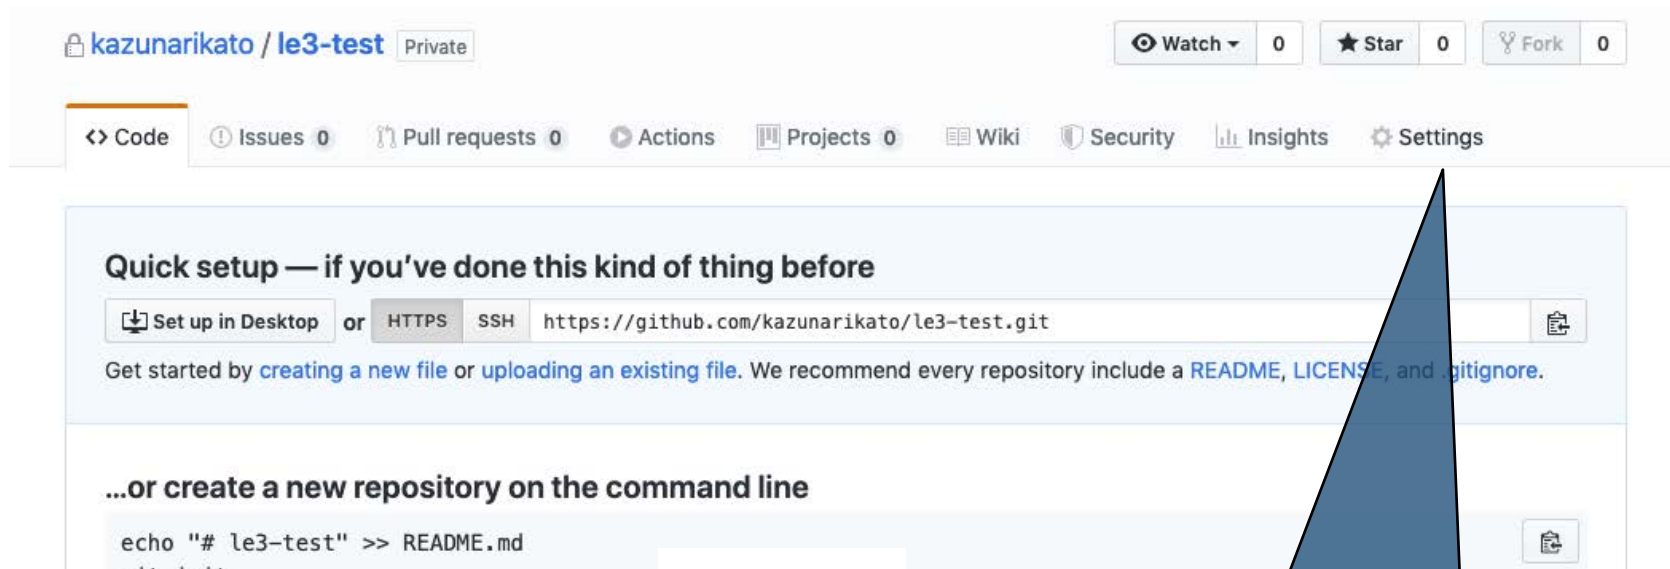 kazunarikato / le3-test Private Watch 0 Star 0 Fork 0
<> Code Issues 0 Pull requests 0 Actions Projects 0 Wiki Security Insights Settings
Quick setup — if you've done this kind of thing before
Set up in Desktop or HTTPS SSH https://github.com/kazunarikato/le3-test.git
Get started by creating a new file or uploading an existing file. We recommend every repository include a README, LICENSE, and .gitignore.
...or create a new repository on the command line
echo "# le3-test" >> README.md